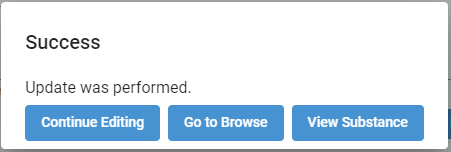 Success
Update was performed.
Continue Editing Go to Browse View Substance